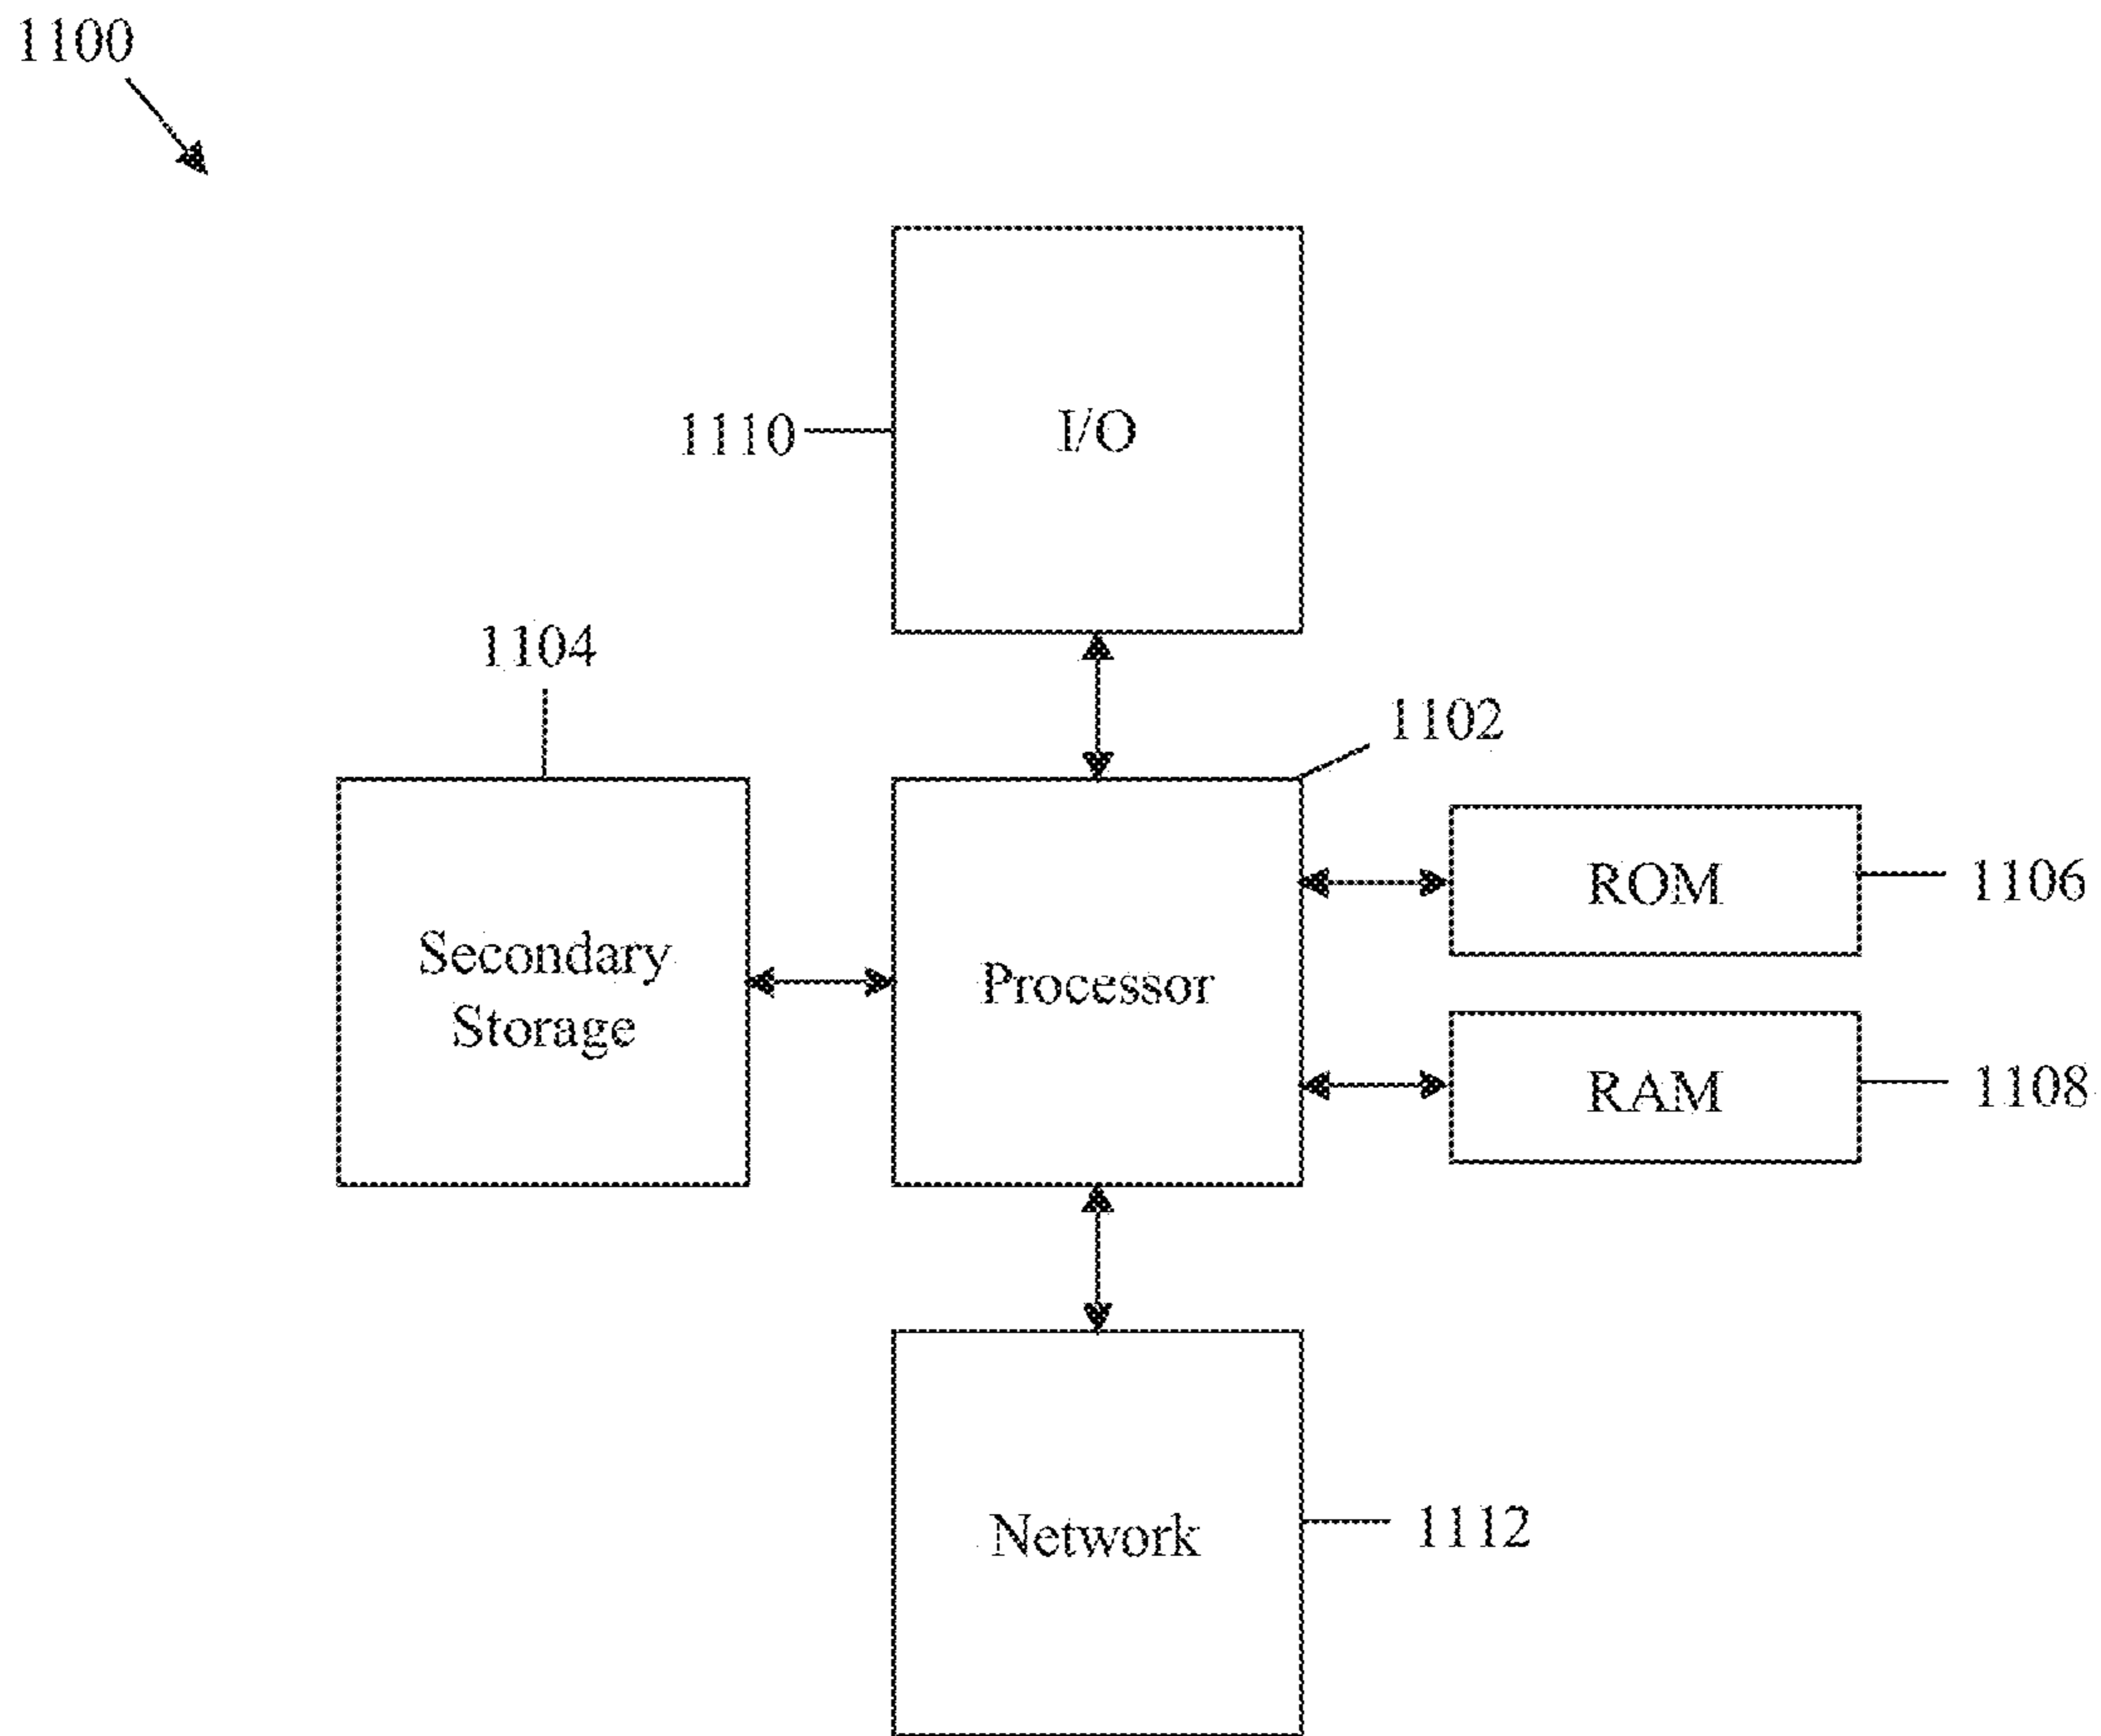 1100
I/O
1110
1104
1102
ROM
1106
Secondary
Storage
Processor
RAM
1108
Network
1112